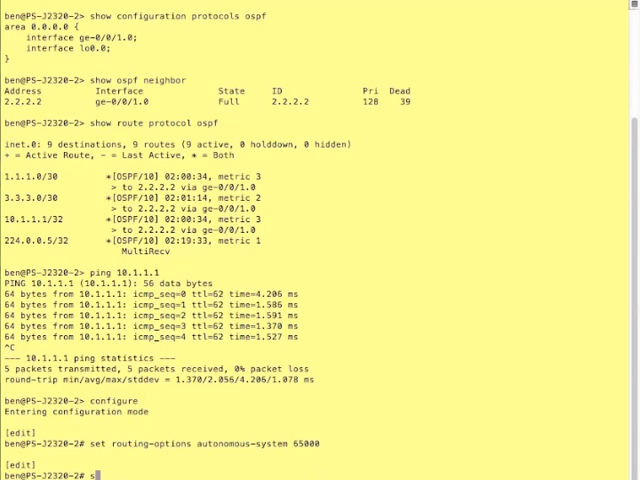 ben@PS-J2320-2> show configuration protocols ospf
area 0.0.0.0 {
    interface ge-0/0/1.0;
    interface lo0.0;
}

ben@PS-J2320-2> show ospf neighbor
Address          Interface              State     ID               Pri  Dead
2.2.2.2          ge-0/0/1.0             Full      2.2.2.2          128    39

ben@PS-J2320-2> show route protocol ospf

inet.0: 9 destinations, 9 routes (9 active, 0 holddown, 0 hidden)
+ = Active Route, - = Last Active, * = Both

1.1.1.0/30         *[OSPF/10] 02:00:34, metric 3
                    > to 2.2.2.2 via ge-0/0/1.0
3.3.3.0/30         *[OSPF/10] 02:01:14, metric 2
                    > to 2.2.2.2 via ge-0/0/1.0
10.1.1.1/32        *[OSPF/10] 02:00:34, metric 3
                    > to 2.2.2.2 via ge-0/0/1.0
224.0.0.5/32       *[OSPF/10] 02:19:33, metric 1
                      MultiRecv

ben@PS-J2320-2> ping 10.1.1.1
PING 10.1.1.1 (10.1.1.1): 56 data bytes
64 bytes from 10.1.1.1: icmp_seq=0 ttl=62 time=4.206 ms
64 bytes from 10.1.1.1: icmp_seq=1 ttl=62 time=1.586 ms
64 bytes from 10.1.1.1: icmp_seq=2 ttl=62 time=1.591 ms
64 bytes from 10.1.1.1: icmp_seq=3 ttl=62 time=1.370 ms
64 bytes from 10.1.1.1: icmp_seq=4 ttl=62 time=1.527 ms
^C
--- 10.1.1.1 ping statistics ---
5 packets transmitted, 5 packets received, 0% packet loss
round-trip min/avg/max/stddev = 1.370/2.056/4.206/1.078 ms

ben@PS-J2320-2> configure
Entering configuration mode

[edit]
ben@PS-J2320-2# set routing-options autonomous-system 65000

[edit]
ben@PS-J2320-2# s